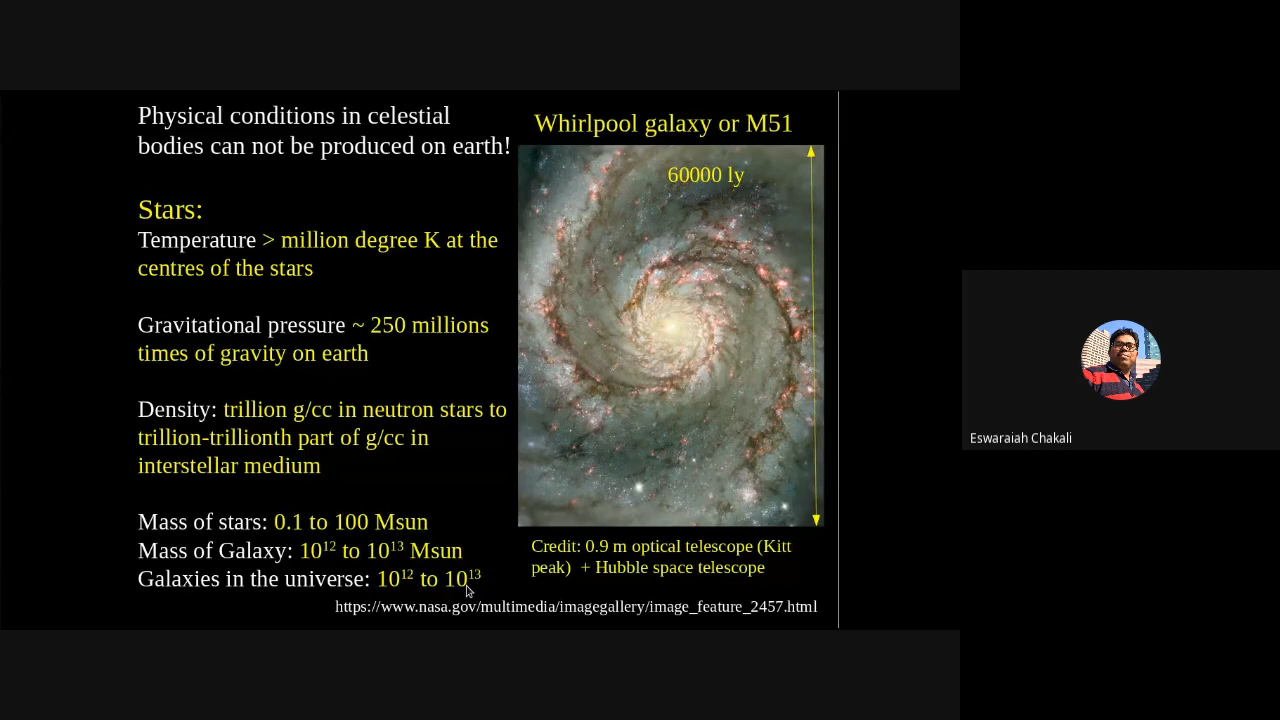 Physical conditions in celestial
bodies can not be produced on earth!
Stars:
Temperature > million degree K at the
centres of the stars
Gravitational pressure ~ 250 millions
times of gravity on earth
Density: trillion g/cc in neutron stars to
trillion-trillionth part of g/cc in
interstellar medium
Mass of stars: 0.1 to 100 Msun
Mass of Galaxy: 10¹² to 10¹³ Msun
Galaxies in the universe: 10¹² to 10¹³
Whirlpool galaxy or M51
60000 ly
Credit: 0.9 m optical telescope (Kitt
peak) + Hubble space telescope
https://www.nasa.gov/multimedia/imagegallery/image_feature_2457.html
Eswaraiah Chakali